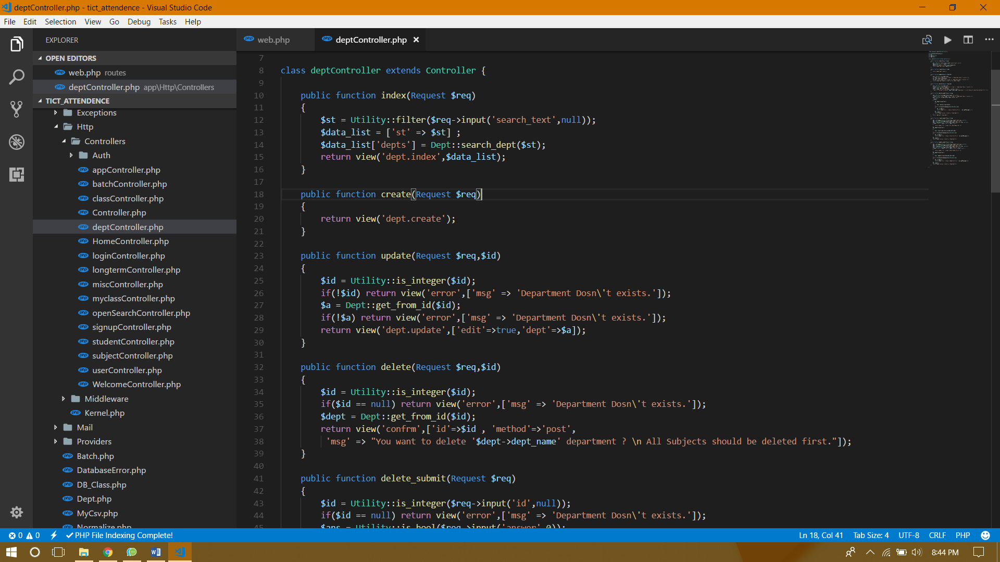 deptController.php - tict_attendence - Visual Studio Code
File Edit Selection View Go Debug Tasks Help
EXPLORER
OPEN EDITORS
web.php routes
deptController.php app\Http\Controllers
TICT_ATTENDENCE
Exceptions
Http
Controllers
Auth
appController.php
batchController.php
classController.php
Controller.php
deptController.php
HomeController.php
loginController.php
longtermController.php
miscController.php
myclassController.php
openSearchController.php
signupController.php
studentController.php
subjectController.php
userController.php
WelcomeController.php
Middleware
Kernel.php
Mail
Providers
Batch.php
DatabaseError.php
DB_Class.php
Dept.php
MyCsv.php
Normalize.php
web.php deptController.php
7
8 class deptController extends Controller {
9
10 public function index(Request $req)
11 {
12 $st = Utility::filter($req->input('search_text',null));
13 $data_list = ['st' => $st] ;
14 $data_list['depts'] = Dept::search_dept($st);
15 return view('dept.index',$data_list);
16 }
17
18 public function create(Request $req)
19 {
20 return view('dept.create');
21 }
22
23 public function update(Request $req,$id)
24 {
25 $id = Utility::is_integer($id);
26 if(!$id) return view('error',['msg' => 'Department Dosn\'t exists.']);
27 $a = Dept::get_from_id($id);
28 if(!$a) return view('error',['msg' => 'Department Dosn\'t exists.']);
29 return view('dept.update',['edit'=>true,'dept'=>$a]);
30 }
31
32 public function delete(Request $req,$id)
33 {
34 $id = Utility::is_integer($id);
35 if($id == null) return view('error',['msg' => 'Department Dosn\'t exists.']);
36 $dept = Dept::get_from_id($id);
37 return view('confrm',['id'=>$id , 'method'=>'post',
38 'msg' => "You want to delete '$dept->dept_name' department ? \n All Subjects should be deleted first."]);
39 }
40
41 public function delete_submit(Request $req)
42 {
43 $id = Utility::is_integer($req->input('id',null));
44 if($id == null) return view('error',['msg' => 'Department Dosn\'t exists.']);
45 $ans = Utility::is_bool($req->input('answer',0));
0 0 PHP File Indexing Complete! Ln 18, Col 41 Tab Size: 4 UTF-8 CRLF PHP
8:44 PM